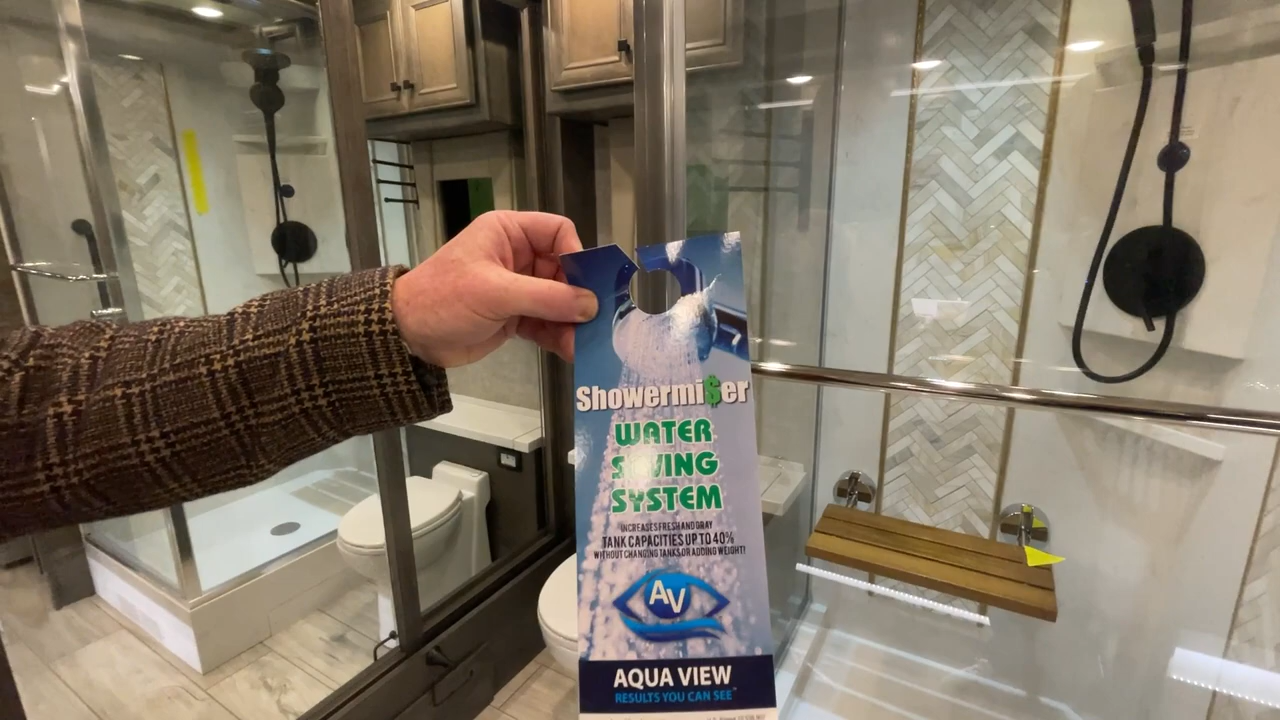 Showermi$er
WATER
SAVING
SYSTEM
INCREASES FRESH AND GRAY
TANK CAPACITIES UP TO 40%
WITHOUT CHANGING TANKS OR ADDING WEIGHT!
AV
AQUA VIEW
RESULTS YOU CAN SEE™